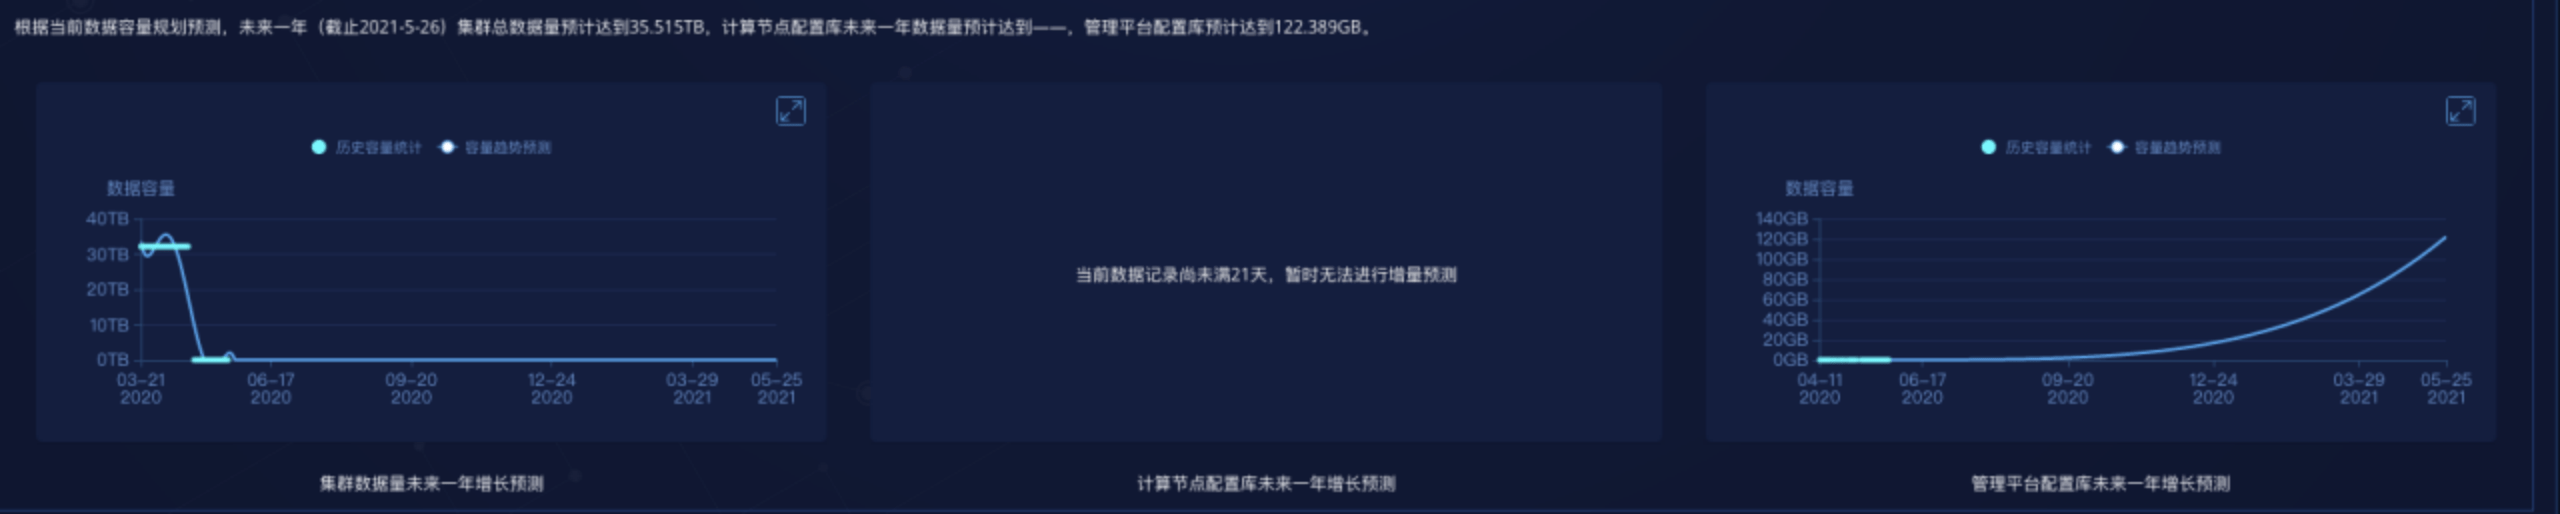 根据当前数据容量规划预测，未来一年（截止2021-5-26）集群总数据量预计达到35.515TB，计算节点配置库未来一年数据量预计达到——，管理平台配置库预计达到122.389GB。
历史容量统计 容量趋势预测
数据容量
40TB
30TB
20TB
10TB
0TB
03-21 06-17 09-20 12-24 03-29 05-25
2020 2020 2020 2020 2021 2021
集群数据量未来一年增长预测
当前数据记录尚未满21天，暂时无法进行增量预测
计算节点配置库未来一年增长预测
历史容量统计 容量趋势预测
数据容量
140GB
120GB
100GB
80GB
60GB
40GB
20GB
0GB
04-11 06-17 09-20 12-24 03-29 05-25
2020 2020 2020 2020 2021 2021
管理平台配置库未来一年增长预测